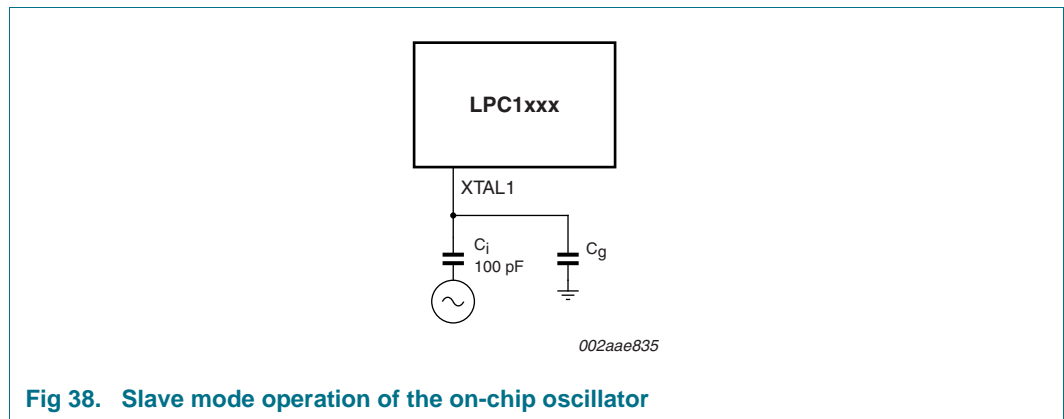 LPC1xxx
XTAL1
Ci
100 pF
Cg
002aae835
Fig 38. Slave mode operation of the on-chip oscillator